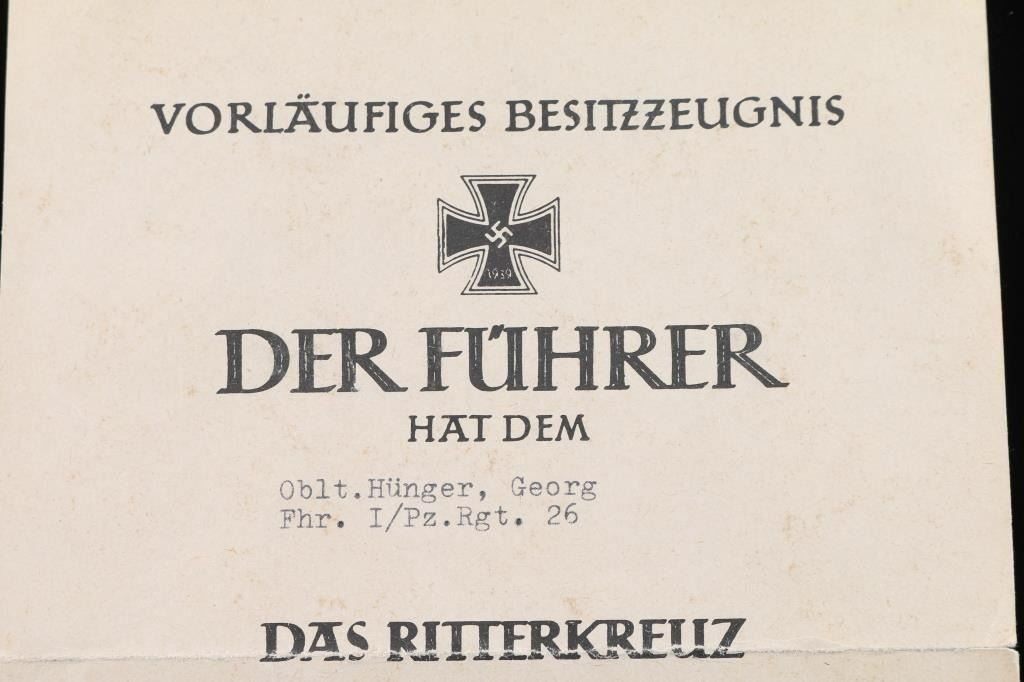 VORLÄUFIGES BESITZZEUGNIS
1939
DER FÜHRER
HAT DEM
Oblt.Hünger, Georg
Fhr. I/Pz.Rgt. 26
DAS RITTERKREUZ